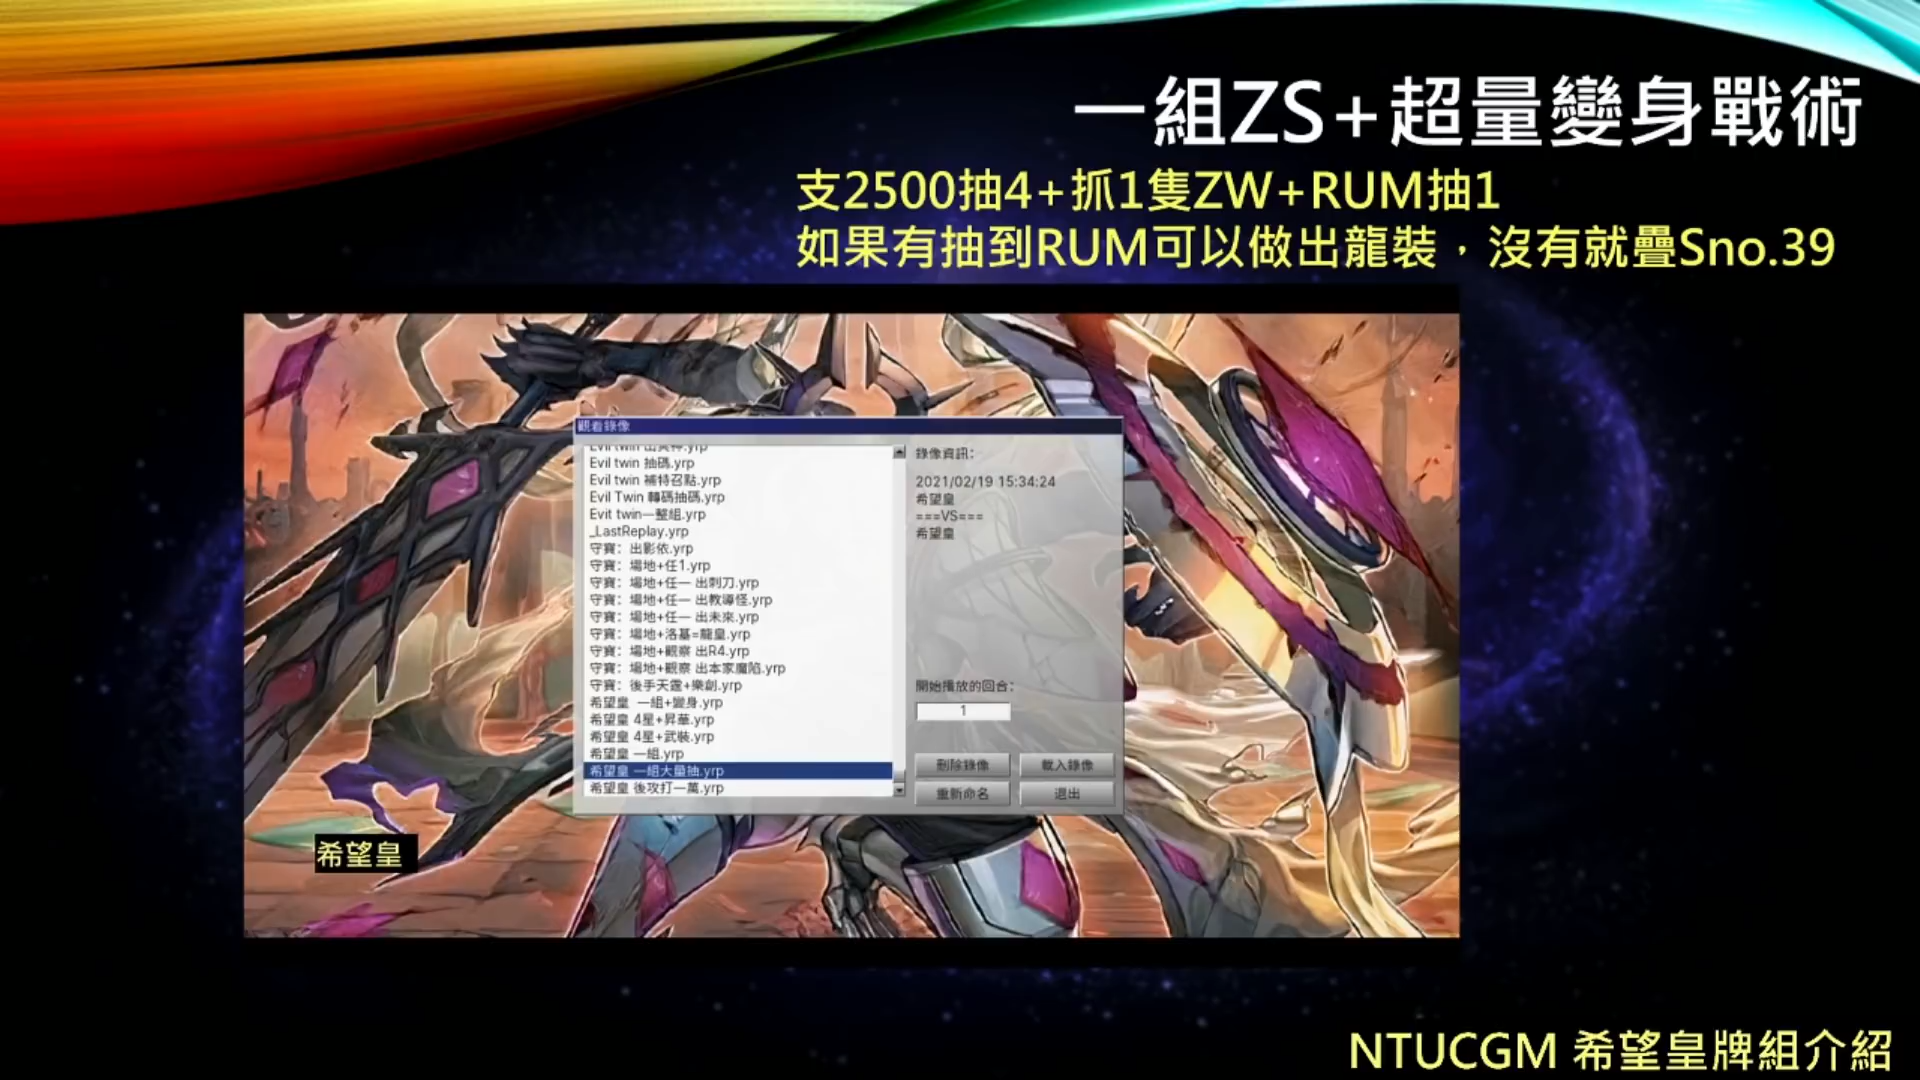 一組ZS+超量變身戰術
支2500抽4+抓1隻ZW+RUM抽1
如果有抽到RUM可以做出龍裝，沒有就疊Sno.39
觀看錄像
Evil twin 抽碼.yrp
Evil twin 補特召點.yrp
Evil Twin 轉碼抽碼.yrp
Evit twin一整組.yrp
_LastReplay.yrp
守寶：出影依.yrp
守寶：場地+任1.yrp
守寶：場地+任一 出刺刀.yrp
守寶：場地+任一 出教導怪.yrp
守寶：場地+任一 出未來.yrp
守寶：場地+洛基=龍皇.yrp
守寶：場地+觀察 出R4.yrp
守寶：場地+觀察 出本家魔陷.yrp
守寶：後手天霆+樂創.yrp
希望皇 一組+變身.yrp
希望皇 4星+昇華.yrp
希望皇 4星+武裝.yrp
希望皇 一組.yrp
希望皇 一組大量抽.yrp
希望皇 後攻打一萬.yrp
錄像資訊：
2021/02/19 15:34:24
希望皇
===VS===
希望皇
開始播放的回合：
1
刪除錄像
載入錄像
重新命名
退出
希望皇
NTUCGM 希望皇牌組介紹